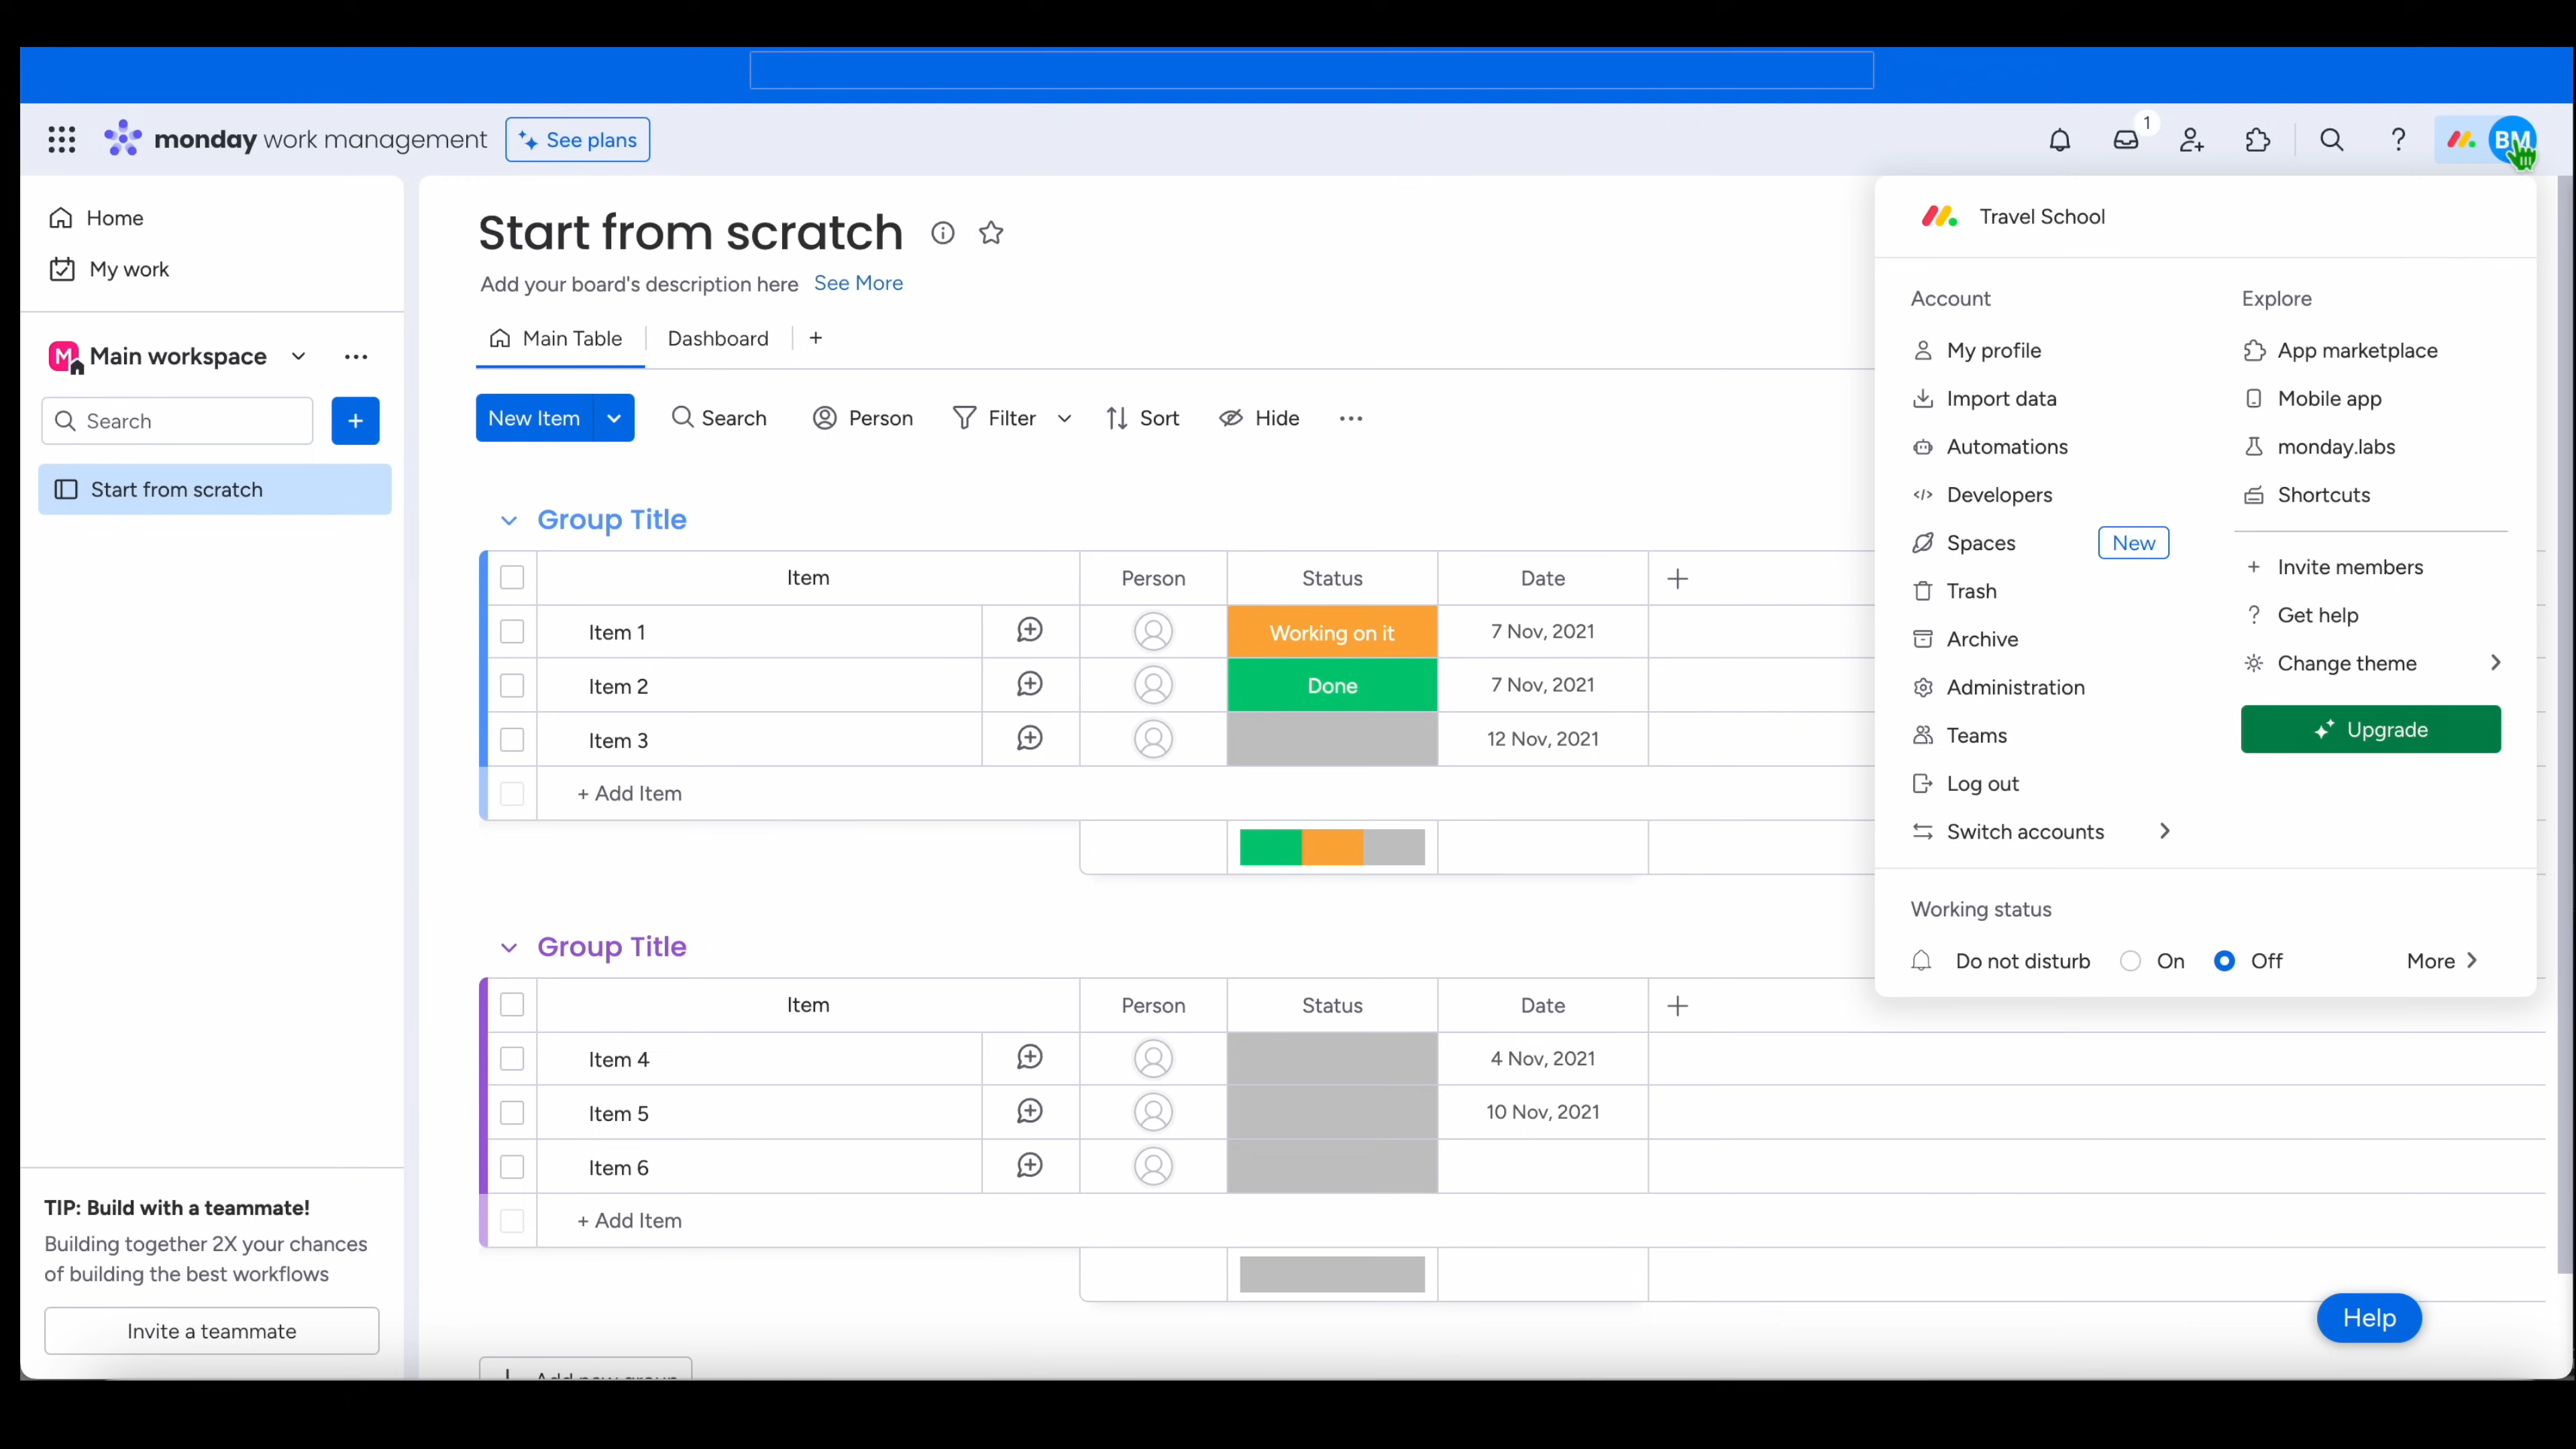 monday work management
See plans
1
BM
Home
My work
M
Main workspace
Search
Start from scratch
TIP: Build with a teammate!
Building together 2X your chances
of building the best workflows
Invite a teammate
Start from scratch
Add your board's description here See More
Main Table
Dashboard
+
New Item
Search
Person
Filter
Sort
Hide
Group Title
Item Person Status Date
Item 1 Working on it 7 Nov, 2021
Item 2 Done 7 Nov, 2021
Item 3 12 Nov, 2021
+ Add Item
Group Title
Item Person Status Date
Item 4 4 Nov, 2021
Item 5 10 Nov, 2021
Item 6
+ Add Item
Add new group
Travel School
Account
My profile
Import data
Automations
Developers
Spaces New
Trash
Archive
Administration
Teams
Log out
Switch accounts
Explore
App marketplace
Mobile app
monday.labs
Shortcuts
+ Invite members
? Get help
Change theme
Upgrade
Working status
Do not disturb On Off More
Help